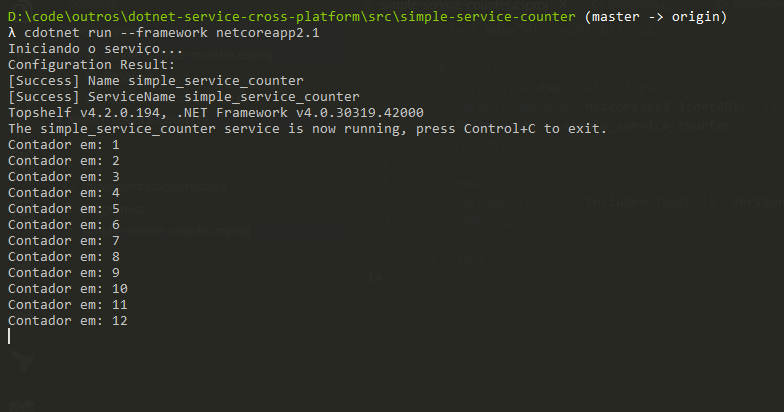 D:\code\outros\dotnet-service-cross-platform\src\simple-service-counter (master -> origin)
λ cdotnet run --framework netcoreapp2.1
Iniciando o serviço...
Configuration Result:
[Success] Name simple_service_counter
[Success] ServiceName simple_service_counter
Topshelf v4.2.0.194, .NET Framework v4.0.30319.42000
The simple_service_counter service is now running, press Control+C to exit.
Contador em: 1
Contador em: 2
Contador em: 3
Contador em: 4
Contador em: 5
Contador em: 6
Contador em: 7
Contador em: 8
Contador em: 9
Contador em: 10
Contador em: 11
Contador em: 12